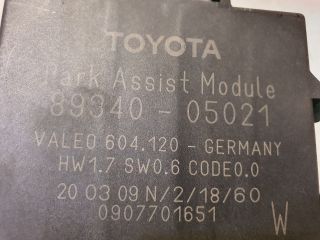 TOYOTA
Park Assist Module
89340 - 05021
VALEO 604.120 - GERMANY
HW1.7 SW0.6 CODE0.0
20 03 09 N/2/18/60
0907701651
W